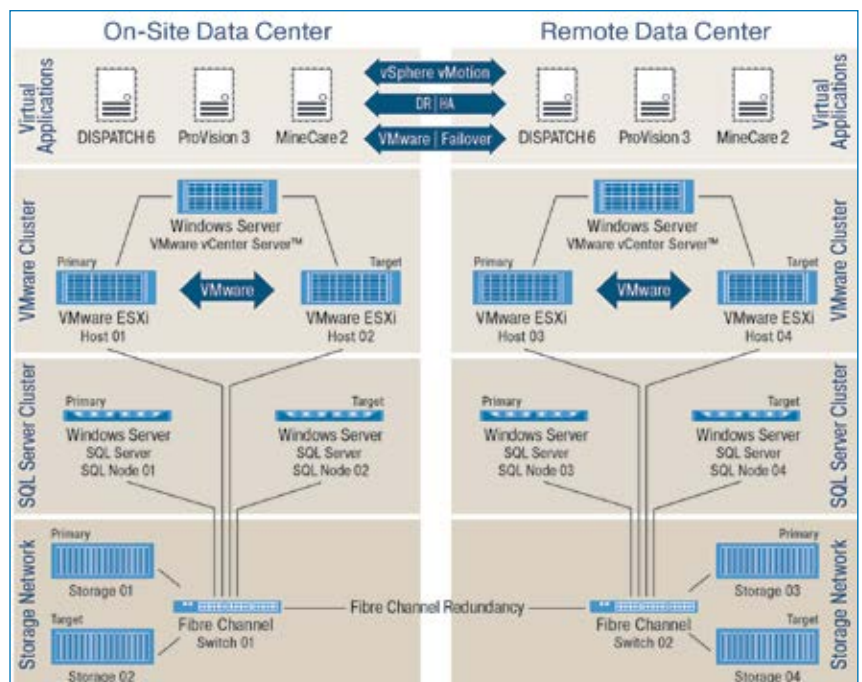 On-Site Data Center
Remote Data Center
Virtual Applications
DISPATCH 6
ProVision 3
MineCare 2
vSphere vMotion
DR | HA
VMware | Failover
DISPATCH 6
ProVision 3
MineCare 2
Virtual Applications
VMware Cluster
Windows Server
VMware vCenter Server™
Primary
Target
VMware
VMware ESXi
Host 01
VMware ESXi
Host 02
Windows Server
VMware vCenter Server™
Primary
Target
VMware
VMware ESXi
Host 03
VMware ESXi
Host 04
VMware Cluster
SQL Server Cluster
Primary
Target
Windows Server
SQL Server
SQL Node 01
Windows Server
SQL Server
SQL Node 02
Primary
Target
Windows Server
SQL Server
SQL Node 03
Windows Server
SQL Server
SQL Node 04
SQL Server Cluster
Storage Network
Primary
Storage 01
Target
Storage 02
Fibre Channel
Switch 01
Fibre Channel Redundancy
Fibre Channel
Switch 02
Primary
Storage 03
Target
Storage 04
Storage Network